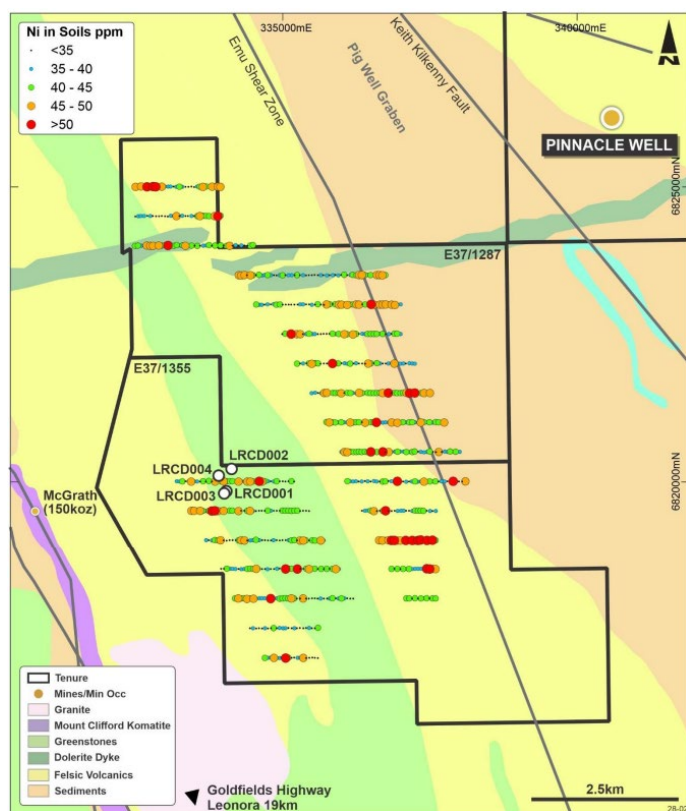 Ni in Soils ppm
<35
35 - 40
40 - 45
45 - 50
>50
335000mE
340000mE
N
Emu Shear Zone
Pig Well Graben
Keith Kilkenny Fault
PINNACLE WELL
6825000mN
E37/1287
E37/1355
LRCD002
LRCD004
LRCD003
LRCD001
6820000mN
McGrath
(150koz)
Tenure
Mines/Min Occ
Granite
Mount Clifford Komatite
Greenstones
Dolerite Dyke
Felsic Volcanics
Sediments
Goldfields Highway
Leonora 19km
2.5km